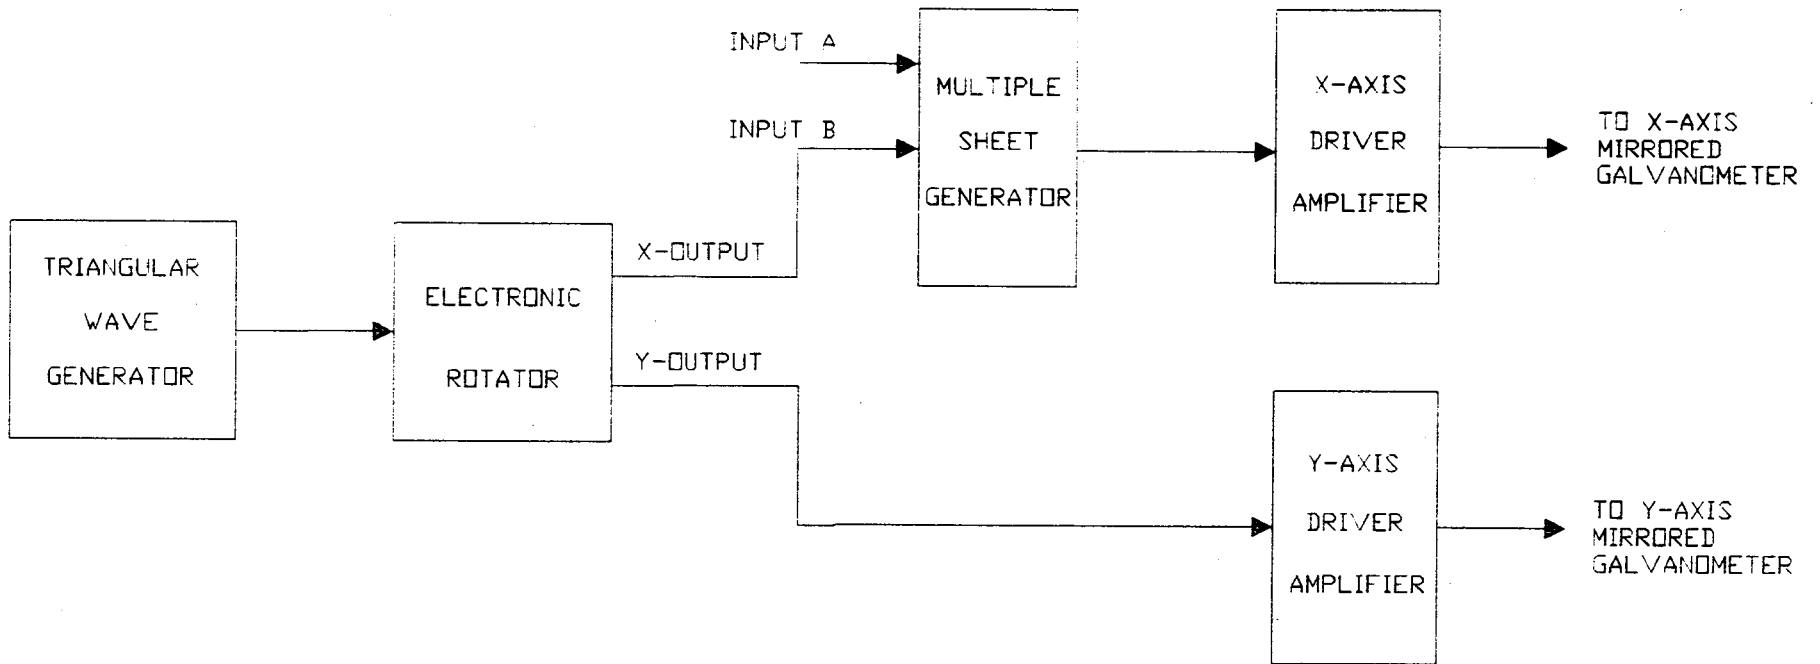 TRIANGULAR
WAVE
GENERATOR
ELECTRONIC
ROTATOR
X-OUTPUT
Y-OUTPUT
INPUT A
INPUT B
MULTIPLE
SHEET
GENERATOR
X-AXIS
DRIVER
AMPLIFIER
TO X-AXIS
MIRRORED
GALVANOMETER
Y-AXIS
DRIVER
AMPLIFIER
TO Y-AXIS
MIRRORED
GALVANOMETER